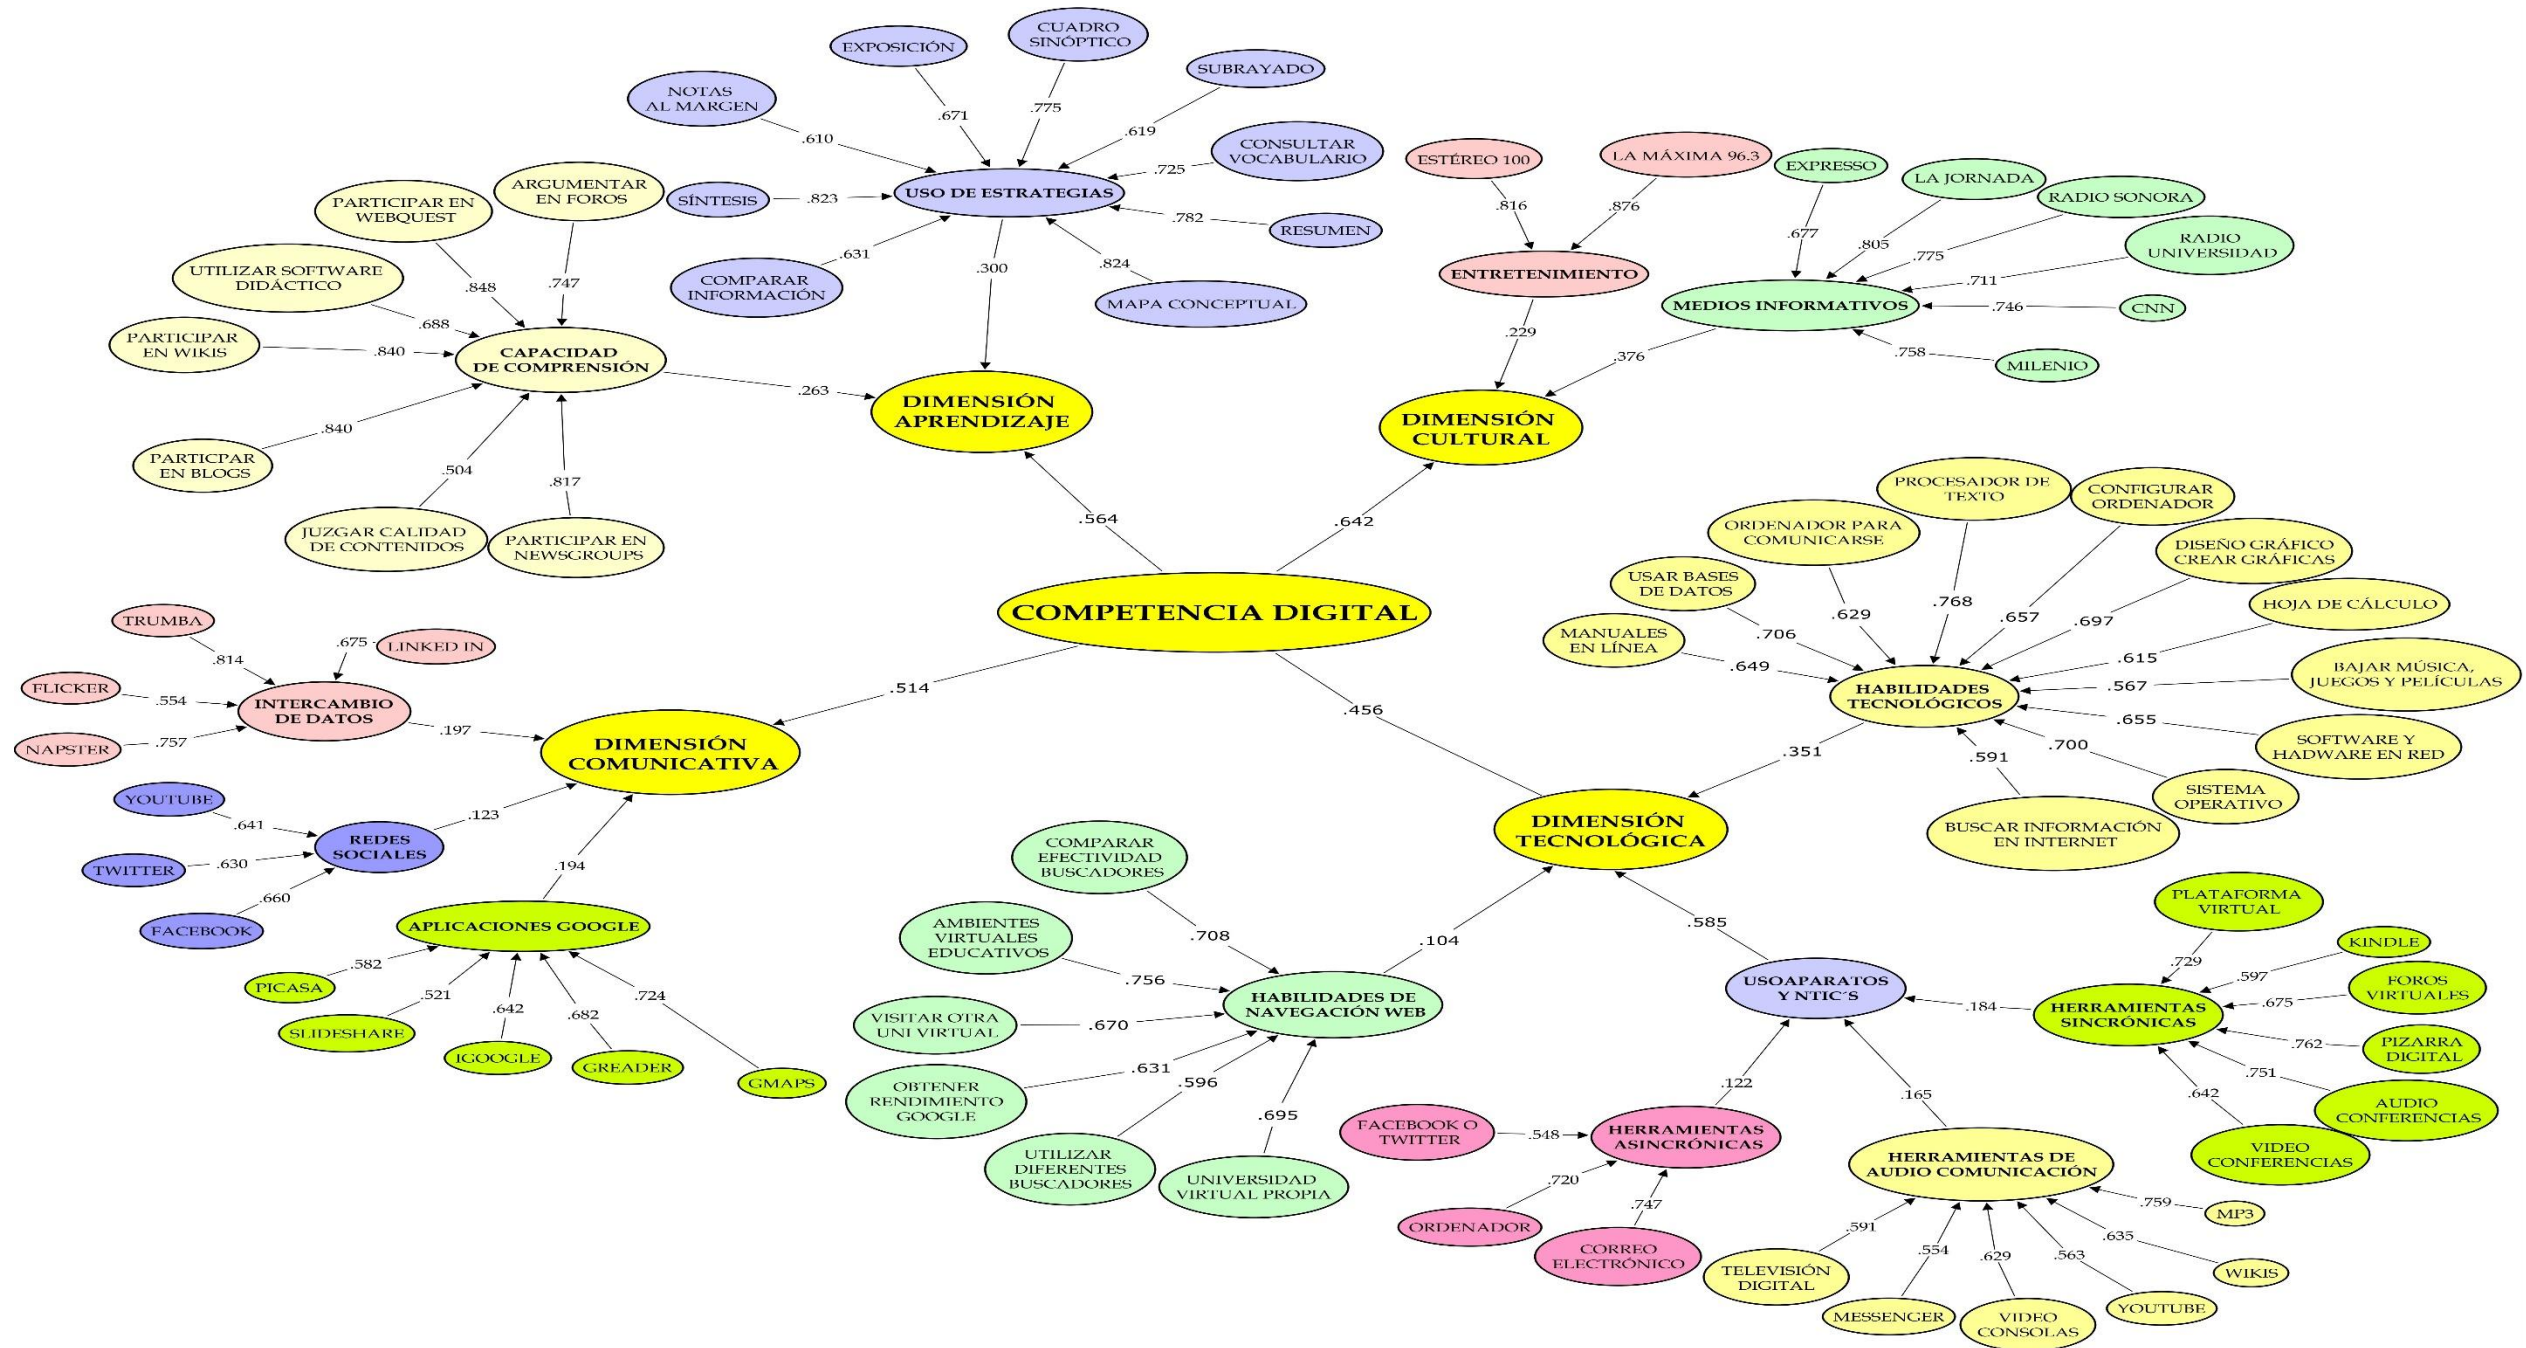 CUADRO
SINÓPTICO
.775
EXPOSICIÓN
.671
SUBRAYADO
.619
NOTAS
AL MARGEN
.610
CONSULTAR
VOCABULARIO
.725
SÍNTESIS
.823
USO DE ESTRATEGIAS
RESUMEN
.782
COMPARAR
INFORMACIÓN
.631
MAPA CONCEPTUAL
.824
.300
ARGUMENTAR
EN FOROS
.747
PARTICIPAR EN
WEBQUEST
.848
UTILIZAR SOFTWARE
DIDÁCTICO
.688
PARTICIPAR
EN WIKIS
.840
CAPACIDAD
DE COMPRENSIÓN
.263
PARTICPAR
EN BLOGS
.840
JUZGAR CALIDAD
DE CONTENIDOS
.504
PARTICIPAR EN
NEWSGROUPS
.817
DIMENSIÓN
APRENDIZAJE
.564
ESTÉREO 100
.816
LA MÁXIMA 96.3
.876
ENTRETENIMIENTO
.229
EXPRESSO
.677
LA JORNADA
.805
RADIO SONORA
.775
RADIO
UNIVERSIDAD
.711
MEDIOS INFORMATIVOS
.746
CNN
.758
MILENIO
.376
DIMENSIÓN
CULTURAL
.642
COMPETENCIA DIGITAL
PROCESADOR DE
TEXTO
.768
CONFIGURAR
ORDENADOR
.657
ORDENADOR PARA
COMUNICARSE
.629
DISEÑO GRÁFICO
CREAR GRÁFICAS
.697
USAR BASES
DE DATOS
.706
HOJA DE CÁLCULO
.615
MANUALES
EN LÍNEA
.649
BAJAR MÚSICA,
JUEGOS Y PELÍCULAS
.567
HABILIDADES
TECNOLÓGICOS
SOFTWARE Y
HADWARE EN RED
.655
SISTEMA
OPERATIVO
.700
BUSCAR INFORMACIÓN
EN INTERNET
.591
.351
TRUMBA
.814
LINKED IN
.675
FLICKER
.554
INTERCAMBIO
DE DATOS
.197
NAPSTER
.757
.514
DIMENSIÓN
COMUNICATIVA
YOUTUBE
.641
REDES
SOCIALES
.123
TWITTER
.630
FACEBOOK
.660
.194
APLICACIONES GOOGLE
PICASA
.582
SLIDESHARE
.521
IGOOGLE
.642
GREADER
.682
GMAPS
.724
.456
DIMENSIÓN
TECNOLÓGICA
COMPARAR
EFECTIVIDAD
BUSCADORES
.708
AMBIENTES
VIRTUALES
EDUCATIVOS
.756
HABILIDADES DE
NAVEGACIÓN WEB
.104
VISITAR OTRA
UNI VIRTUAL
.670
OBTENER
RENDIMIENTO
GOOGLE
.631
UTILIZAR
DIFERENTES
BUSCADORES
.596
UNIVERSIDAD
VIRTUAL PROPIA
.695
.585
USOAPARATOS
Y NTIC´S
PLATAFORMA
VIRTUAL
.729
KINDLE
.597
FOROS
VIRTUALES
.675
HERRAMIENTAS
SINCRÓNICAS
.184
PIZARRA
DIGITAL
.762
AUDIO
CONFERENCIAS
.751
VIDEO
CONFERENCIAS
.642
.122
.165
FACEBOOK O
TWITTER
.548
HERRAMIENTAS
ASINCRÓNICAS
ORDENADOR
.720
CORREO
ELECTRÓNICO
.747
HERRAMIENTAS DE
AUDIO COMUNICACIÓN
MP3
.759
WIKIS
.635
YOUTUBE
.563
VIDEO
CONSOLAS
.629
MESSENGER
.554
TELEVISIÓN
DIGITAL
.591